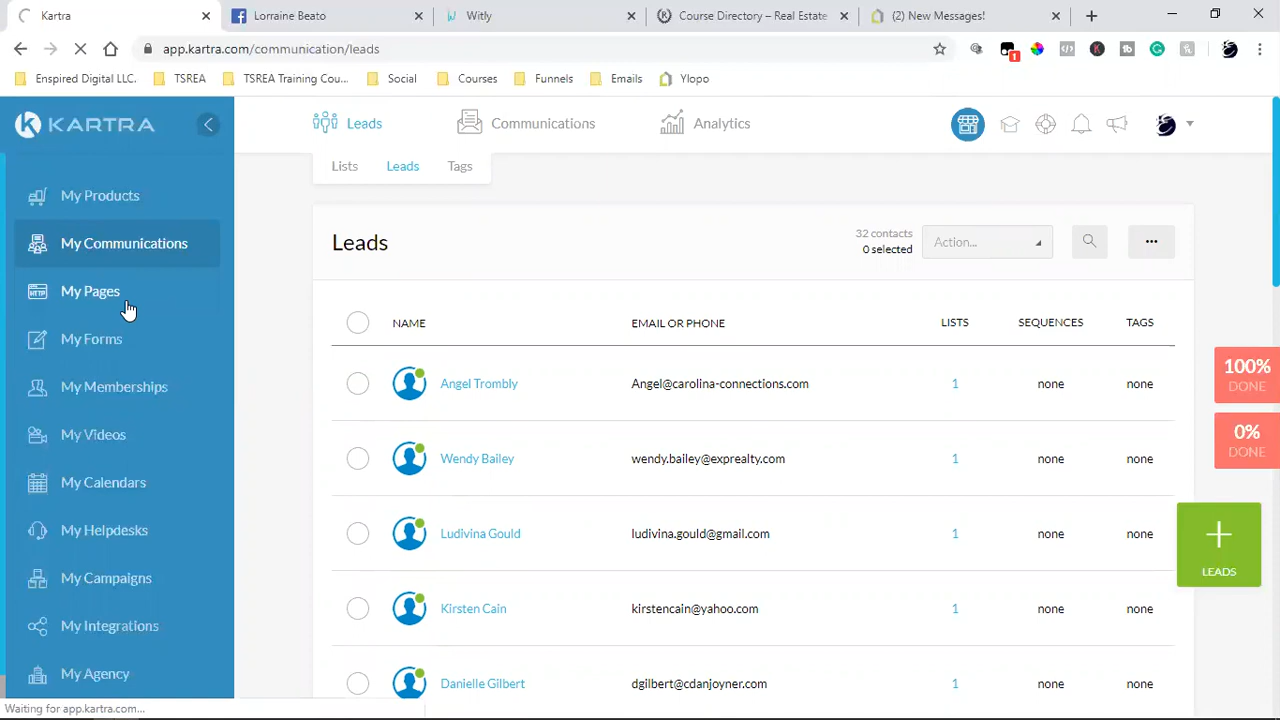 Kartra
Lorraine Beato
Witly
Course Directory – Real Estate
(2) New Messages!
app.kartra.com/communication/leads
1
Enspired Digital LLC.
TSREA
TSREA Training Cou...
Social
Courses
Funnels
Emails
Ylopo
KARTRA
Leads
Communications
Analytics
Lists
Leads
Tags
My Products
My Communications
My Pages
My Forms
My Memberships
My Videos
My Calendars
My Helpdesks
My Campaigns
My Integrations
My Agency
Leads
32 contacts
0 selected
Action...
NAME
EMAIL OR PHONE
LISTS
SEQUENCES
TAGS
Angel Trombly
Angel@carolina-connections.com
1
none
none
Wendy Bailey
wendy.bailey@exprealty.com
1
none
none
Ludivina Gould
ludivina.gould@gmail.com
1
none
none
Kirsten Cain
kirstencain@yahoo.com
1
none
none
Danielle Gilbert
dgilbert@cdanjoyner.com
1
none
none
100%
DONE
0%
DONE
LEADS
Waiting for app.kartra.com...